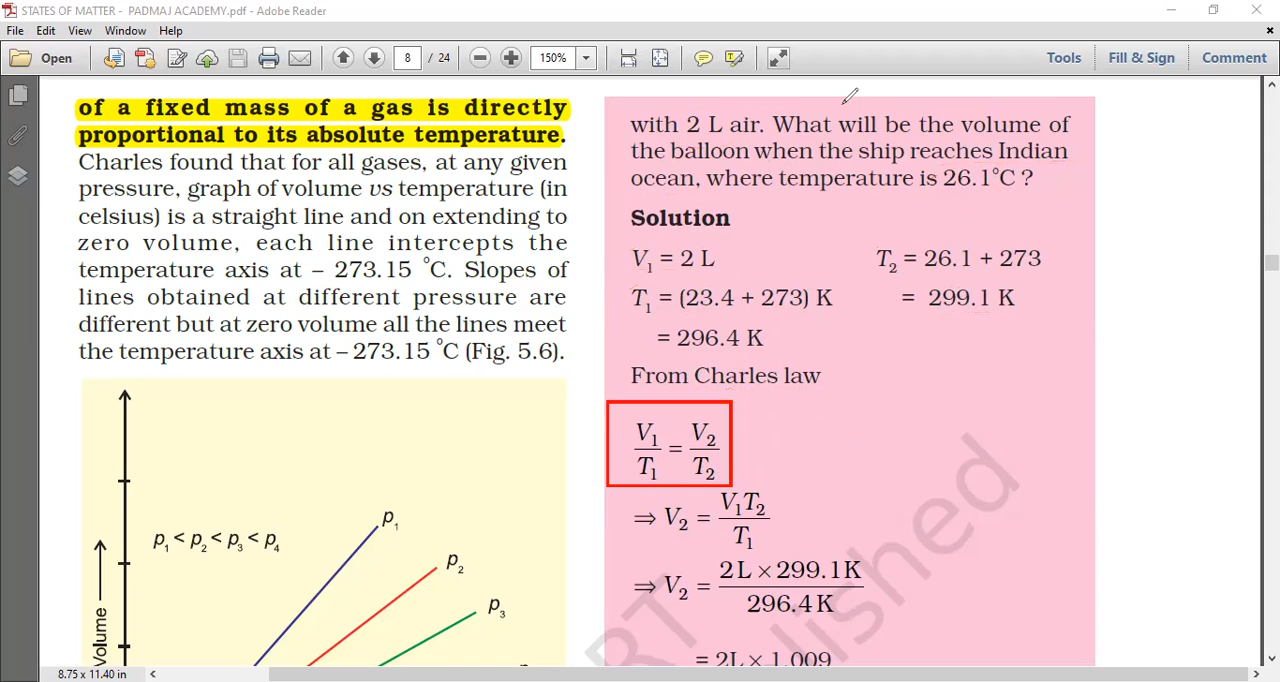 STATES OF MATTER - PADMAJ ACADEMY.pdf - Adobe Reader
File Edit View Window Help
Open 8 / 24 150% Tools Fill & Sign Comment
of a fixed mass of a gas is directly
proportional to its absolute temperature.
Charles found that for all gases, at any given
pressure, graph of volume vs temperature (in
celsius) is a straight line and on extending to
zero volume, each line intercepts the
temperature axis at – 273.15 °C. Slopes of
lines obtained at different pressure are
different but at zero volume all the lines meet
the temperature axis at – 273.15 °C (Fig. 5.6).
p₁ < p₂ < p₃ < p₄
p₁
p₂
p₃
Volume
with 2 L air. What will be the volume of
the balloon when the ship reaches Indian
ocean, where temperature is 26.1°C ?
Solution
V₁ = 2 L T₂ = 26.1 + 273
T₁ = (23.4 + 273) K = 299.1 K
= 296.4 K
From Charles law
V₁/T₁ = V₂/T₂
⇒ V₂ = V₁T₂/T₁
⇒ V₂ = 2 L × 299.1 K / 296.4 K
= 2L × 1.009
8.75 x 11.40 in